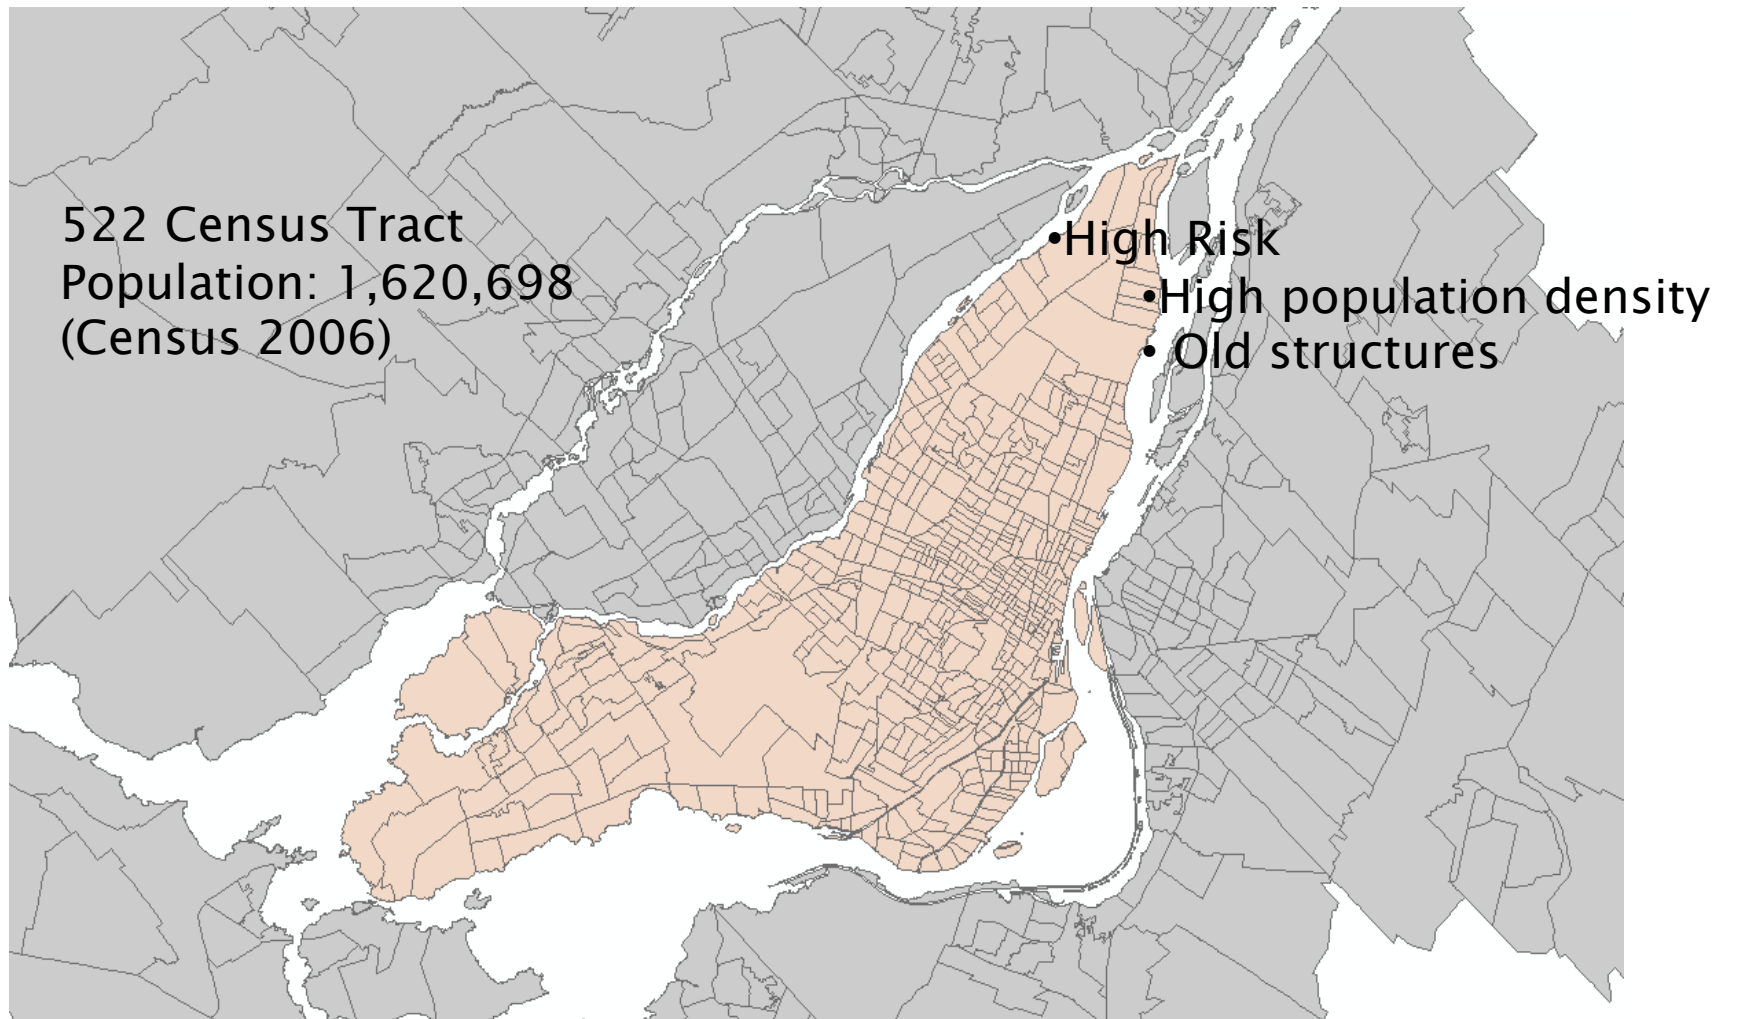 522 Census Tract
Population: 1,620,698
(Census 2006)
•High Risk
•High population density
• Old structures